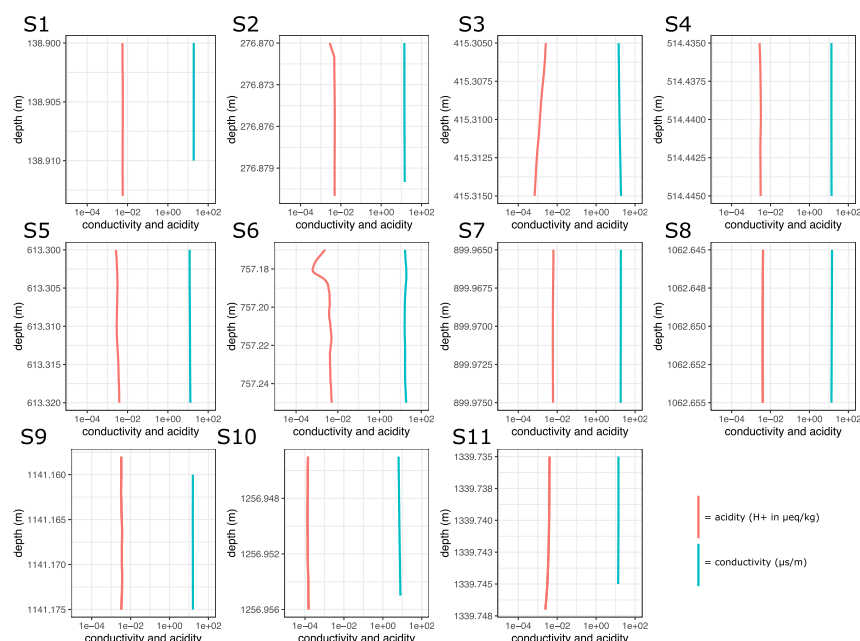 S1
S2
S3
S4
138.900
138.905
138.910
depth (m)
1e−04 1e−02 1e+00 1e+02
conductivity and acidity
276.870
276.873
276.876
276.879
depth (m)
1e−04 1e−02 1e+00 1e+02
conductivity and acidity
415.3050
415.3075
415.3100
415.3125
415.3150
depth (m)
1e−04 1e−02 1e+00 1e+02
conductivity and acidity
514.4350
514.4375
514.4400
514.4425
514.4450
depth (m)
1e−04 1e−02 1e+00 1e+02
conductivity and acidity
S5
S6
S7
S8
613.300
613.305
613.310
613.315
613.320
depth (m)
1e−04 1e−02 1e+00 1e+02
conductivity and acidity
757.18
757.20
757.22
757.24
depth (m)
1e−04 1e−02 1e+00 1e+02
conductivity and acidity
899.9650
899.9675
899.9700
899.9725
899.9750
depth (m)
1e−04 1e−02 1e+00 1e+02
conductivity and acidity
1062.645
1062.648
1062.650
1062.652
1062.655
depth (m)
1e−04 1e−02 1e+00 1e+02
conductivity and acidity
S9
S10
S11
1141.160
1141.165
1141.170
1141.175
depth (m)
1e−04 1e−02 1e+00 1e+02
conductivity and acidity
1256.948
1256.952
1256.956
depth (m)
1e−04 1e−02 1e+00 1e+02
conductivity and acidity
1339.735
1339.738
1339.740
1339.743
1339.745
1339.748
depth (m)
1e−04 1e−02 1e+00 1e+02
conductivity and acidity
= acidity (H+ in µeq/kg)
= conductivity (µs/m)